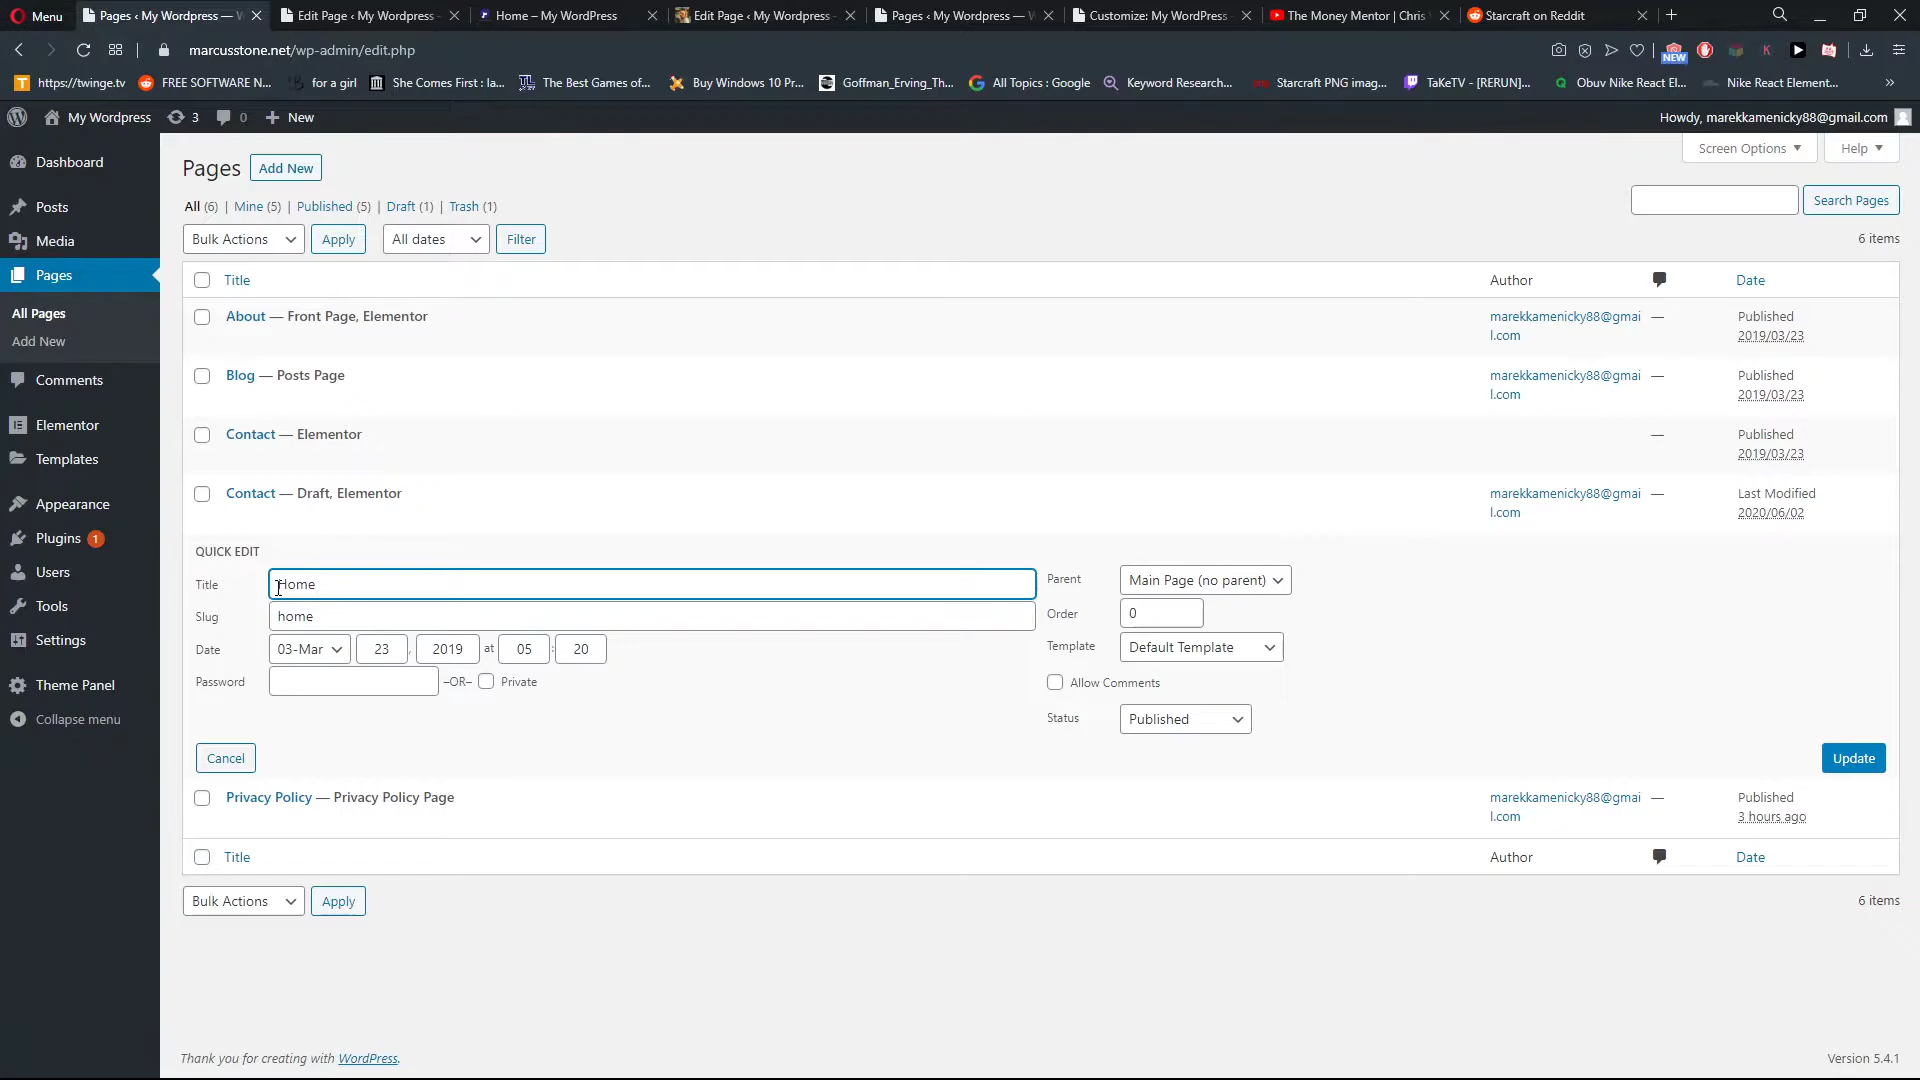 Menu
Pages ‹ My Wordpress — W
Edit Page ‹ My Wordpress -
Home – My WordPress
Edit Page ‹ My Wordpress -
Pages ‹ My Wordpress — W
Customize: My WordPress
The Money Mentor | Chris
Starcraft on Reddit
marcusstone.net/wp-admin/edit.php
NEW
https://twinge.tv
FREE SOFTWARE N...
for a girl
She Comes First : la...
The Best Games of...
Buy Windows 10 Pr...
Goffman_Erving_Th...
All Topics : Google
Keyword Research...
Starcraft PNG imag...
TaKeTV - [RERUN]...
Obuv Nike React El...
Nike React Element...
»
My Wordpress
3
0
New
Howdy, marekkamenicky88@gmail.com
Screen Options
Help
Dashboard
Posts
Media
Pages
All Pages
Add New
Comments
Elementor
Templates
Appearance
Plugins 1
Users
Tools
Settings
Theme Panel
Collapse menu
Pages
Add New
All (6) | Mine (5) | Published (5) | Draft (1) | Trash (1)
Search Pages
Bulk Actions
Apply
All dates
Filter
6 items
Title
Author
Date
About — Front Page, Elementor
marekkamenicky88@gmai
l.com
—
Published
2019/03/23
Blog — Posts Page
marekkamenicky88@gmai
l.com
—
Published
2019/03/23
Contact — Elementor
—
Published
2019/03/23
Contact — Draft, Elementor
marekkamenicky88@gmai
l.com
—
Last Modified
2020/06/02
QUICK EDIT
Title
Home
Slug
home
Date
03-Mar 23 , 2019 at 05 : 20
Password
–OR– Private
Parent
Main Page (no parent)
Order
0
Template
Default Template
Allow Comments
Status
Published
Cancel
Update
Privacy Policy — Privacy Policy Page
marekkamenicky88@gmai
l.com
—
Published
3 hours ago
Title
Author
Date
Bulk Actions
Apply
6 items
Thank you for creating with WordPress.
Version 5.4.1